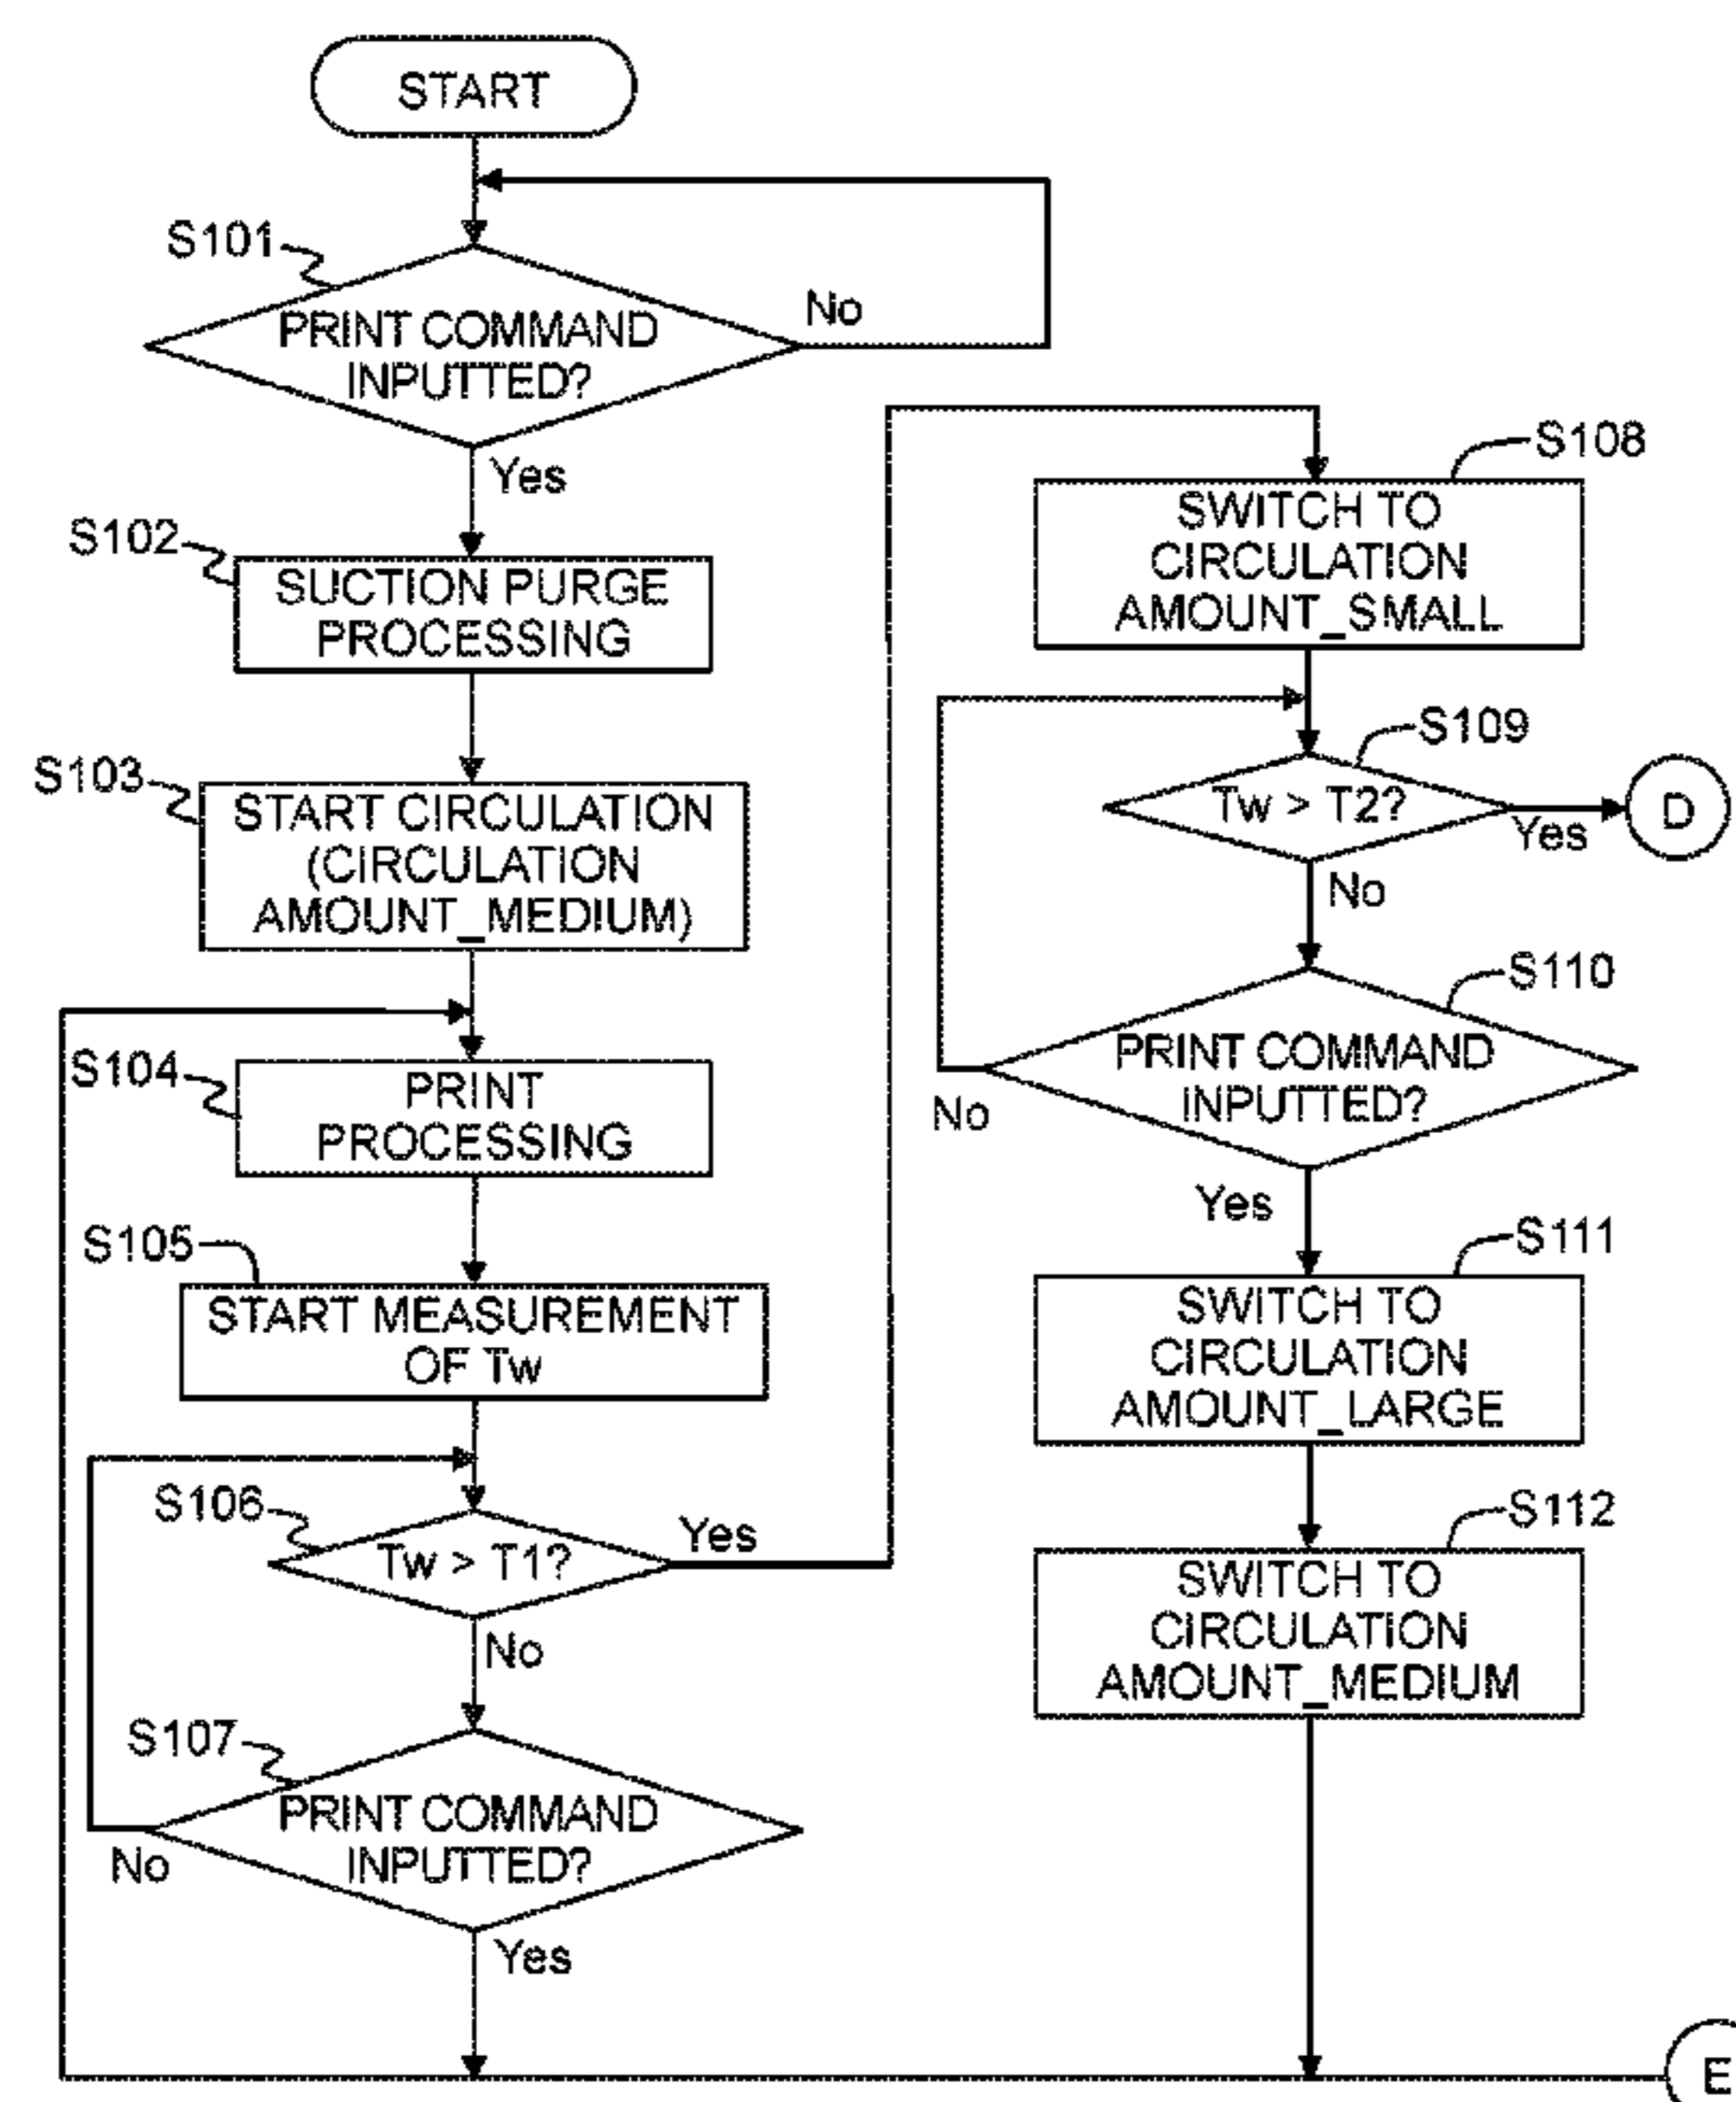 START
S101
PRINT COMMAND
INPUTTED?
No
Yes
S102
SUCTION PURGE
PROCESSING
S103
START CIRCULATION
(CIRCULATION
AMOUNT_MEDIUM)
S104
PRINT
PROCESSING
S105
START MEASUREMENT
OF Tw
S106
Tw > T1?
Yes
No
S107
PRINT COMMAND
INPUTTED?
No
Yes
S108
SWITCH TO
CIRCULATION
AMOUNT_SMALL
S109
Tw > T2?
Yes
D
No
S110
PRINT COMMAND
INPUTTED?
No
Yes
S111
SWITCH TO
CIRCULATION
AMOUNT_LARGE
S112
SWITCH TO
CIRCULATION
AMOUNT_MEDIUM
E